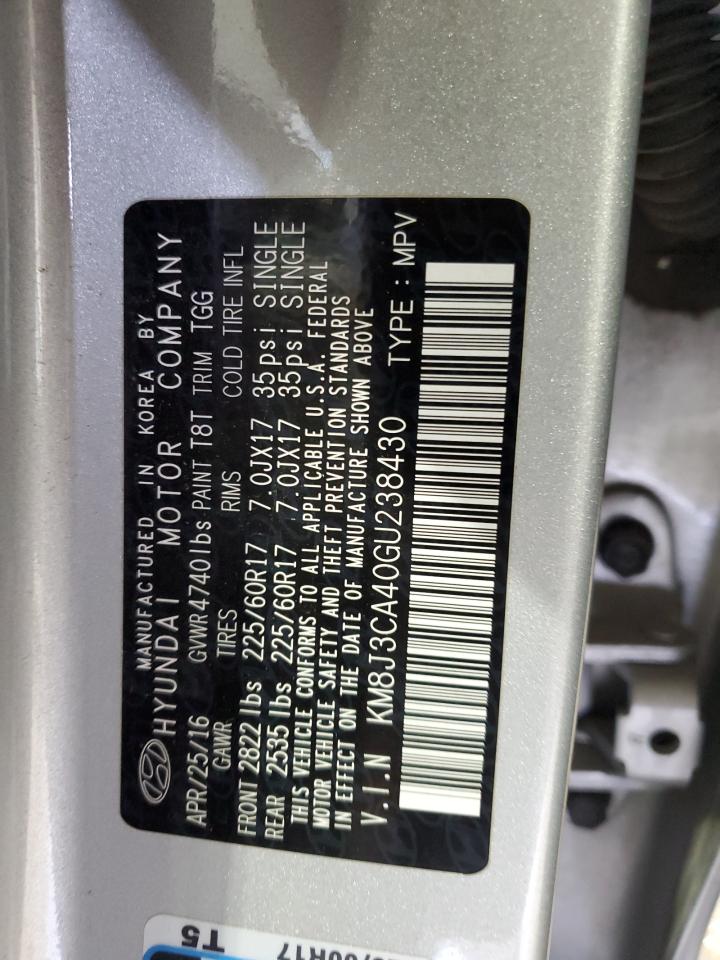 MANUFACTURED IN KOREA BY
HYUNDAI MOTOR COMPANY
APR/25/16 GVWR 4740lbs PAINT T8T TRIM TGG
GAWR TIRES RIMS COLD TIRE INFL
FRONT 2822 lbs 225/60R17 7.0JX17 35psi SINGLE
REAR 2535 lbs 225/60R17 7.0JX17 35psi SINGLE
THIS VEHICLE CONFORMS TO ALL APPLICABLE U.S.A. FEDERAL
MOTOR VEHICLE SAFETY AND THEFT PREVENTION STANDARDS
IN EFFECT ON THE DATE OF MANUFACTURE SHOWN ABOVE
V.I.N KM8J3CA40GU238430 TYPE : MPV
T5